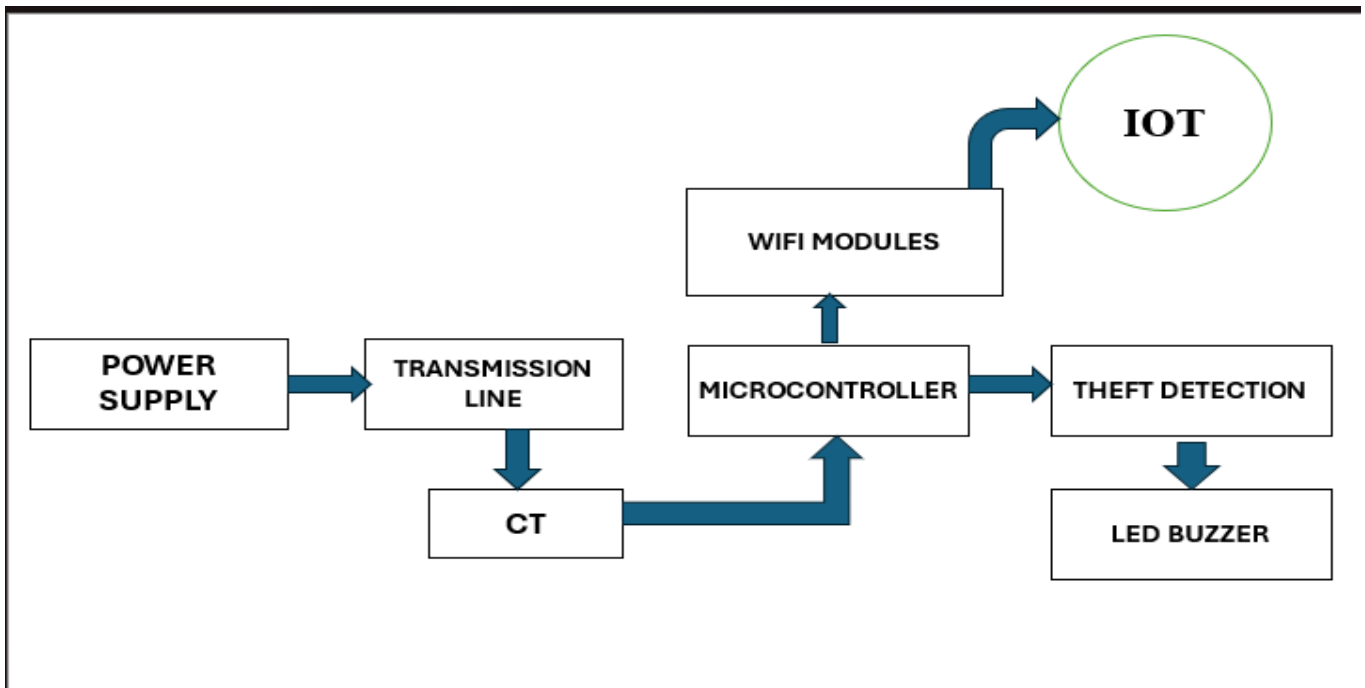 IOT
WIFI MODULES
POWER
SUPPLY
TRANSMISSION
LINE
MICROCONTROLLER
THEFT DETECTION
CT
LED BUZZER